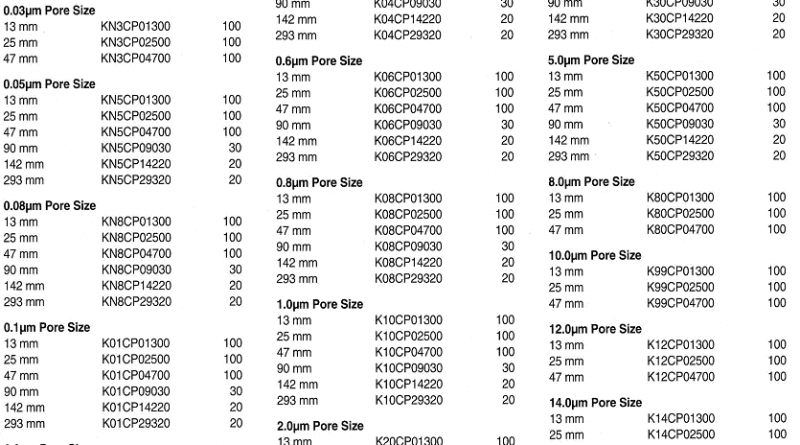 0.03µm Pore Size
13 mm KN3CP01300 100
25 mm KN3CP02500 100
47 mm KN3CP04700 100
0.05µm Pore Size
13 mm KN5CP01300 100
25 mm KN5CP02500 100
47 mm KN5CP04700 100
90 mm KN5CP09030 30
142 mm KN5CP14220 20
293 mm KN5CP29320 20
0.08µm Pore Size
13 mm KN8CP01300 100
25 mm KN8CP02500 100
47 mm KN8CP04700 100
90 mm KN8CP09030 30
142 mm KN8CP14220 20
293 mm KN8CP29320 20
0.1µm Pore Size
13 mm K01CP01300 100
25 mm K01CP02500 100
47 mm K01CP04700 100
90 mm K01CP09030 30
142 mm K01CP14220 20
293 mm K01CP29320 20
90 mm K04CP09030 30
142 mm K04CP14220 20
293 mm K04CP29320 20
0.6µm Pore Size
13 mm K06CP01300 100
25 mm K06CP02500 100
47 mm K06CP04700 100
90 mm K06CP09030 30
142 mm K06CP14220 20
293 mm K06CP29320 20
0.8µm Pore Size
13 mm K08CP01300 100
25 mm K08CP02500 100
47 mm K08CP04700 100
90 mm K08CP09030 30
142 mm K08CP14220 20
293 mm K08CP29320 20
1.0µm Pore Size
13 mm K10CP01300 100
25 mm K10CP02500 100
47 mm K10CP04700 100
90 mm K10CP09030 30
142 mm K10CP14220 20
293 mm K10CP29320 20
2.0µm Pore Size
13 mm K20CP01300 100
90 mm K30CP09030 30
142 mm K30CP14220 20
293 mm K30CP29320 20
5.0µm Pore Size
13 mm K50CP01300 100
25 mm K50CP02500 100
47 mm K50CP04700 100
90 mm K50CP09030 30
142 mm K50CP14220 20
293 mm K50CP29320 20
8.0µm Pore Size
13 mm K80CP01300 100
25 mm K80CP02500 100
47 mm K80CP04700 100
10.0µm Pore Size
13 mm K99CP01300 100
25 mm K99CP02500 100
47 mm K99CP04700 100
12.0µm Pore Size
13 mm K12CP01300 100
25 mm K12CP02500 100
47 mm K12CP04700 100
14.0µm Pore Size
13 mm K14CP01300 100
25 mm K14CP02500 100